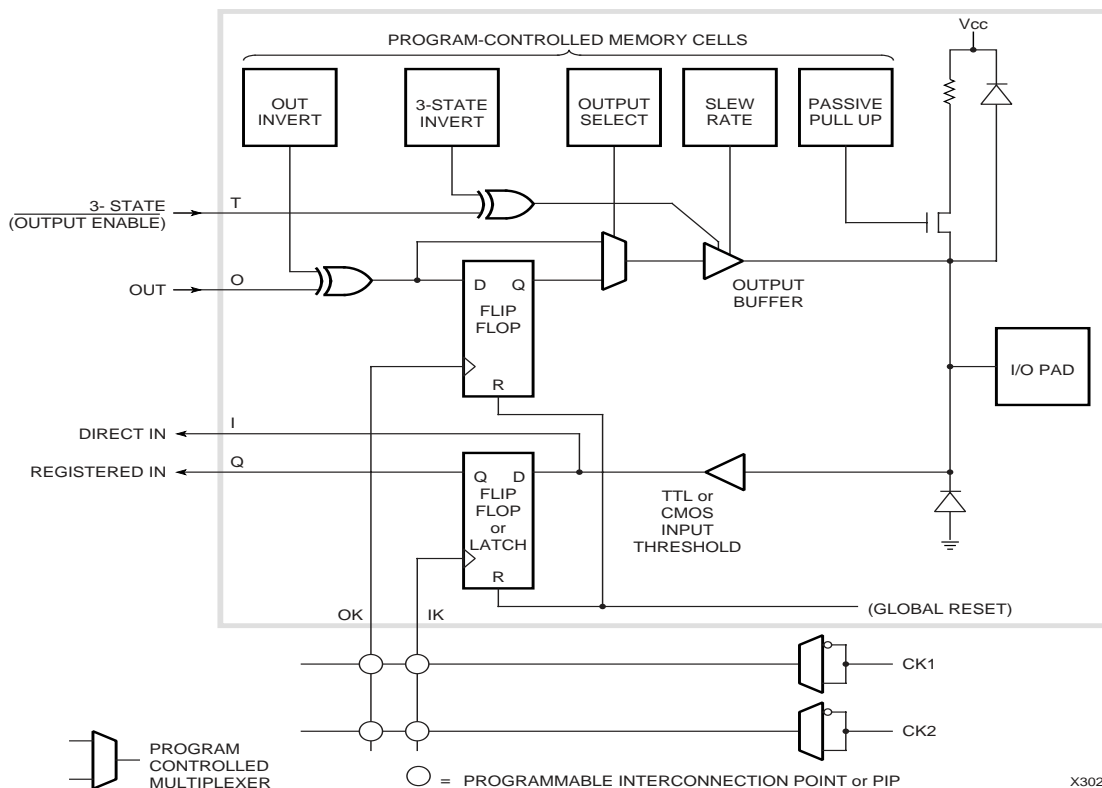 Vcc
PROGRAM-CONTROLLED MEMORY CELLS
OUT
INVERT
3-STATE
INVERT
OUTPUT
SELECT
SLEW
RATE
PASSIVE
PULL UP
3- STATE
(OUTPUT ENABLE)
T
OUT
O
D Q
FLIP
FLOP
R
OUTPUT
BUFFER
I/O PAD
DIRECT IN
I
REGISTERED IN
Q
Q D
FLIP
FLOP
or
LATCH
R
TTL or
CMOS
INPUT
THRESHOLD
OK
IK
(GLOBAL RESET)
CK1
CK2
PROGRAM
CONTROLLED
MULTIPLEXER
= PROGRAMMABLE INTERCONNECTION POINT or PIP
X302